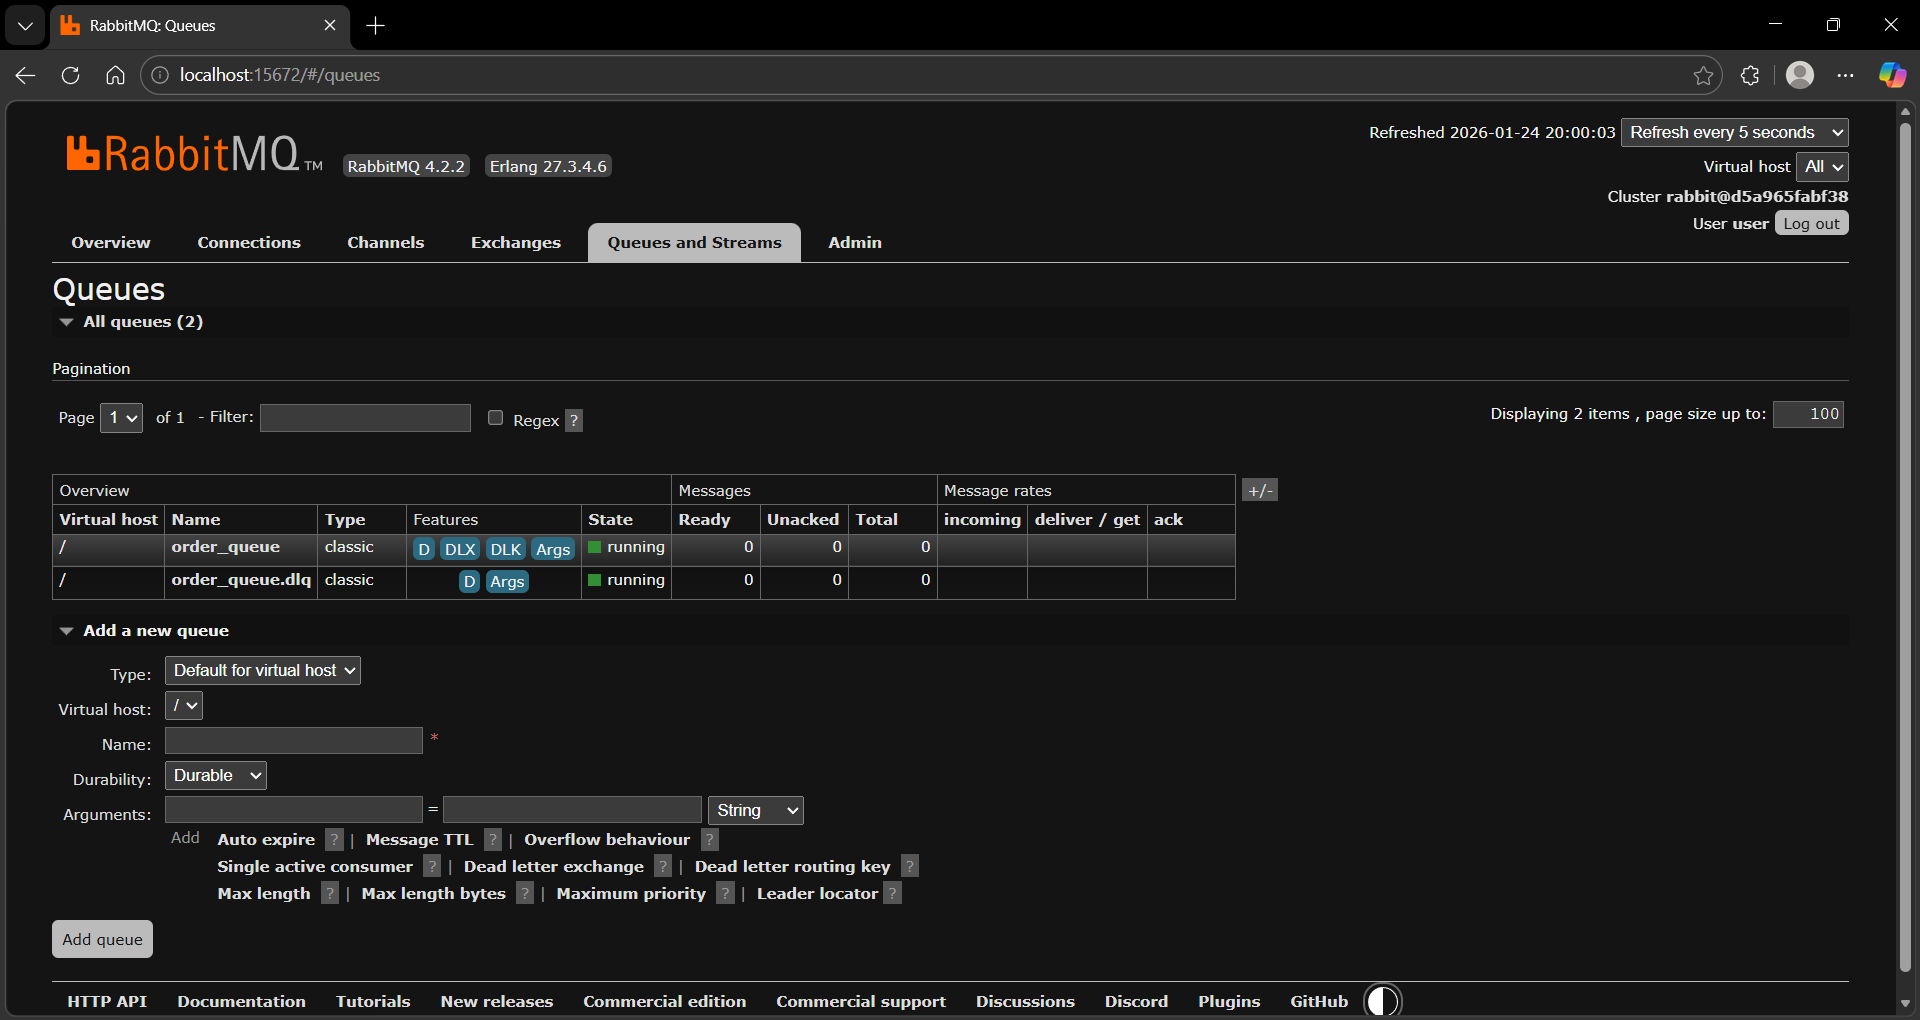 RabbitMQ: Queues
localhost:15672/#/queues
RabbitMQ TM RabbitMQ 4.2.2 Erlang 27.3.4.6
Refreshed 2026-01-24 20:00:03 Refresh every 5 seconds
Virtual host All
Cluster rabbit@d5a965fabf38
User user Log out
Overview Connections Channels Exchanges Queues and Streams Admin
Queues
All queues (2)
Pagination
Page 1 of 1 - Filter: Regex ? Displaying 2 items , page size up to: 100
Overview Messages Message rates +/-
Virtual host Name Type Features State Ready Unacked Total incoming deliver / get ack
/ order_queue classic D DLX DLK Args running 0 0 0
/ order_queue.dlq classic D Args running 0 0 0
Add a new queue
Type: Default for virtual host
Virtual host: /
Name: *
Durability: Durable
Arguments: = String
Add Auto expire ? | Message TTL ? | Overflow behaviour ?
Single active consumer ? | Dead letter exchange ? | Dead letter routing key ?
Max length ? | Max length bytes ? | Maximum priority ? | Leader locator ?
Add queue
HTTP API Documentation Tutorials New releases Commercial edition Commercial support Discussions Discord Plugins GitHub